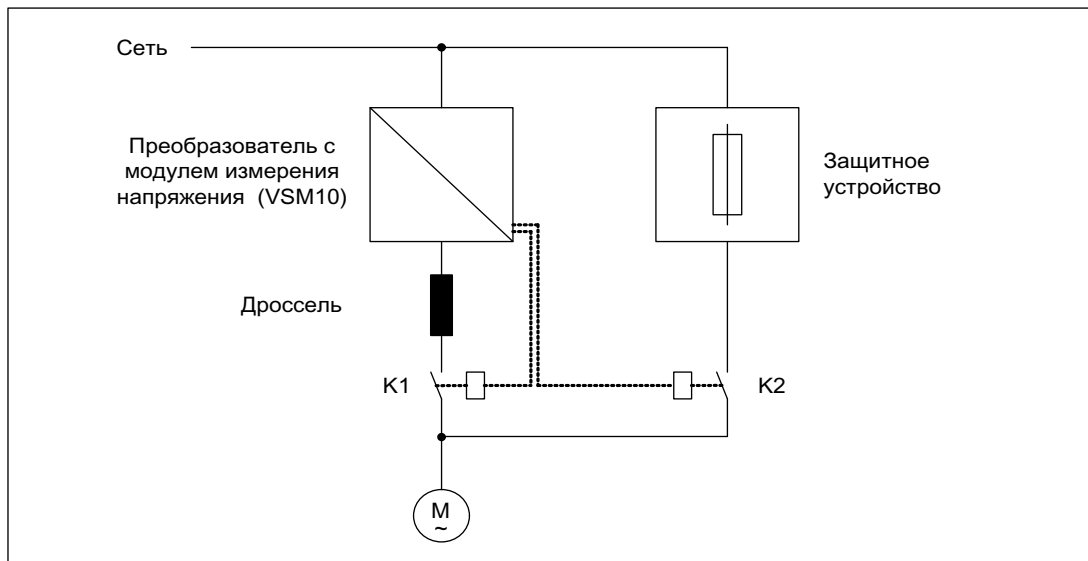 Сеть
Преобразователь с
модулем измерения
напряжения (VSM10)
Защитное
устройство
Дроссель
K1
K2
M
~